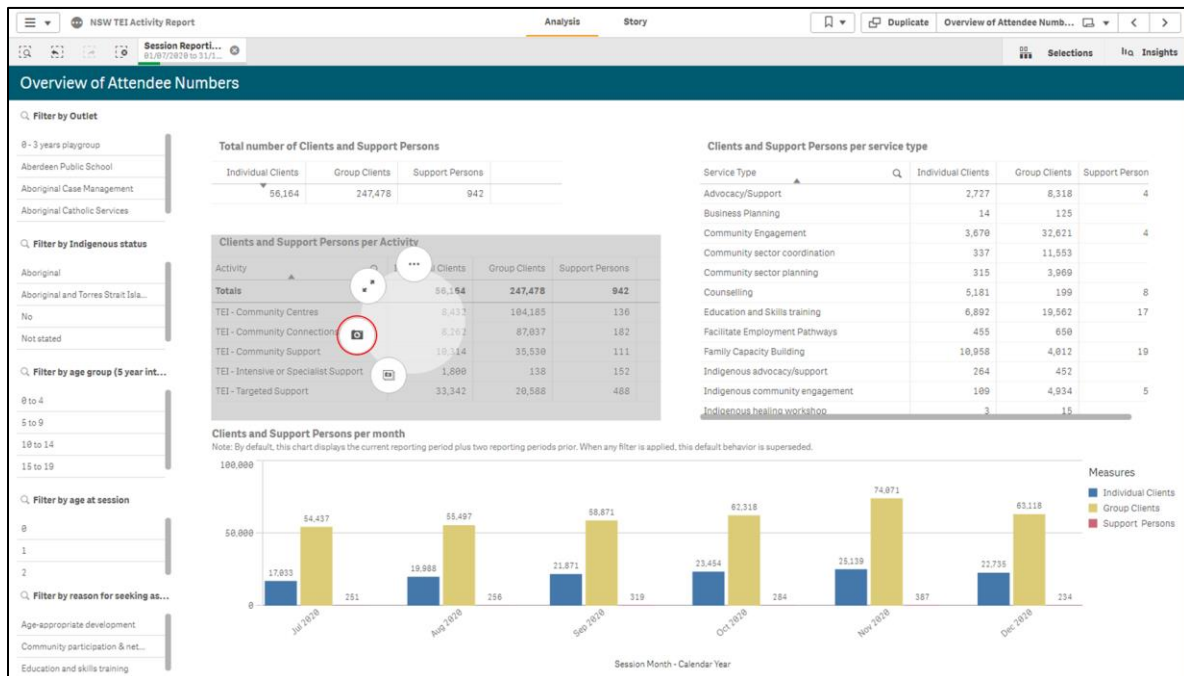 NSW TEI Activity Report
Analysis Story
Duplicate Overview of Attendee Numb...
Session Reporti...
01/07/2020 to 31/1...
Selections Insights
Overview of Attendee Numbers
Filter by Outlet
0 - 3 years playgroup
Aberdeen Public School
Aboriginal Case Management
Aboriginal Catholic Services
Filter by Indigenous status
Aboriginal
Aboriginal and Torres Strait Isla...
No
Not stated
Filter by age group (5 year int...
0 to 4
5 to 9
10 to 14
15 to 19
Filter by age at session
0
1
2
Filter by reason for seeking as...
Age-appropriate development
Community participation & net...
Education and skills training
Total number of Clients and Support Persons
Individual Clients Group Clients Support Persons
56,164 247,478 942
Clients and Support Persons per Activity
Activity Clients Group Clients Support Persons
Totals 56,164 247,478 942
TEI - Community Centres 8,432 104,185 136
TEI - Community Connections 8,262 87,037 182
TEI - Community Support 10,314 35,530 111
TEI - Intensive or Specialist Support 1,800 138 152
TEI - Targeted Support 33,342 20,588 488
Clients and Support Persons per service type
Service Type Individual Clients Group Clients Support Person
Advocacy/Support 2,727 8,318 4
Business Planning 14 125
Community Engagement 3,670 32,621 4
Community sector coordination 337 11,553
Community sector planning 315 3,969
Counselling 5,181 199 8
Education and Skills training 6,892 19,562 17
Facilitate Employment Pathways 455 650
Family Capacity Building 10,958 4,012 19
Indigenous advocacy/support 264 452
Indigenous community engagement 109 4,934 5
Indigenous healing workshop 3 15
Clients and Support Persons per month
Note: By default, this chart displays the current reporting period plus two reporting periods prior. When any filter is applied, this default behavior is superseded.
100,000
50,000
0
17,033 54,437 251
19,988 55,497 256
21,871 58,871 319
23,454 62,318 284
25,139 74,071 387
22,735 63,118 234
Jul 2020 Aug 2020 Sep 2020 Oct 2020 Nov 2020 Dec 2020
Session Month - Calendar Year
Measures
Individual Clients
Group Clients
Support Persons